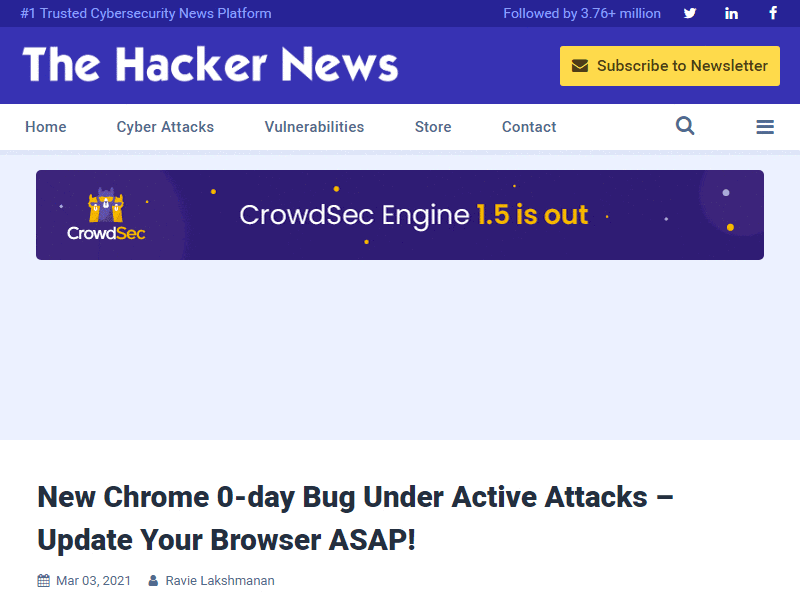 #1 Trusted Cybersecurity News Platform
Followed by 3.76+ million
The Hacker News
Subscribe to Newsletter
Home
Cyber Attacks
Vulnerabilities
Store
Contact
CrowdSec
CrowdSec Engine 1.5 is out
New Chrome 0-day Bug Under Active Attacks –
Update Your Browser ASAP!
Mar 03, 2021
Ravie Lakshmanan